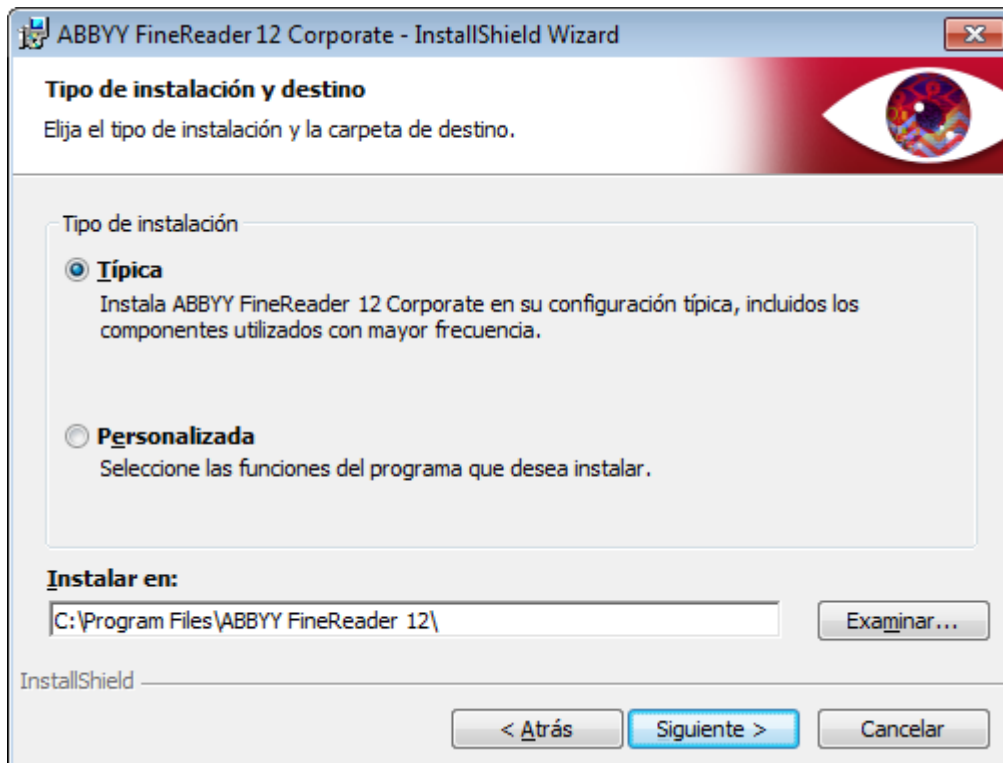 ABBYY FineReader 12 Corporate - InstallShield Wizard
Tipo de instalación y destino
Elija el tipo de instalación y la carpeta de destino.
Tipo de instalación
Típica
Instala ABBYY FineReader 12 Corporate en su configuración típica, incluidos los
componentes utilizados con mayor frecuencia.
Personalizada
Seleccione las funciones del programa que desea instalar.
Instalar en:
C:\Program Files\ABBYY FineReader 12\ Examinar...
InstallShield
< Atrás Siguiente > Cancelar